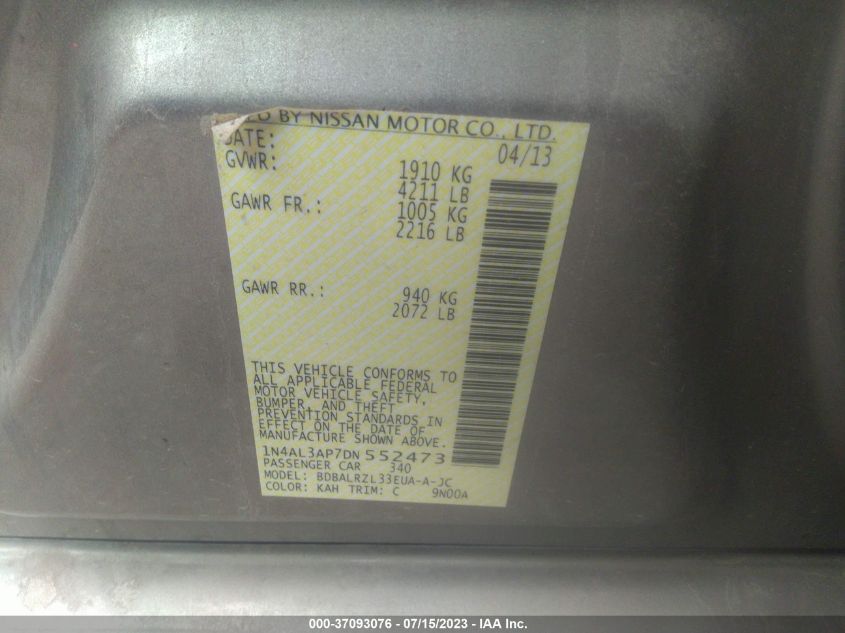 ED BY NISSAN MOTOR CO., LTD.
DATE: 04/13
GVWR: 1910 KG
4211 LB
GAWR FR.: 1005 KG
2216 LB
GAWR RR.: 940 KG
2072 LB
THIS VEHICLE CONFORMS TO
ALL APPLICABLE FEDERAL
MOTOR VEHICLE SAFETY,
BUMPER, AND THEFT
PREVENTION STANDARDS IN
EFFECT ON THE DATE OF
MANUFACTURE SHOWN ABOVE.
1N4AL3AP7DN 552473
PASSENGER CAR 340
MODEL: BDBALRZL33EUA-A-JC
COLOR: KAH TRIM: C 9N00A
000-37093076 - 07/15/2023 - IAA Inc.